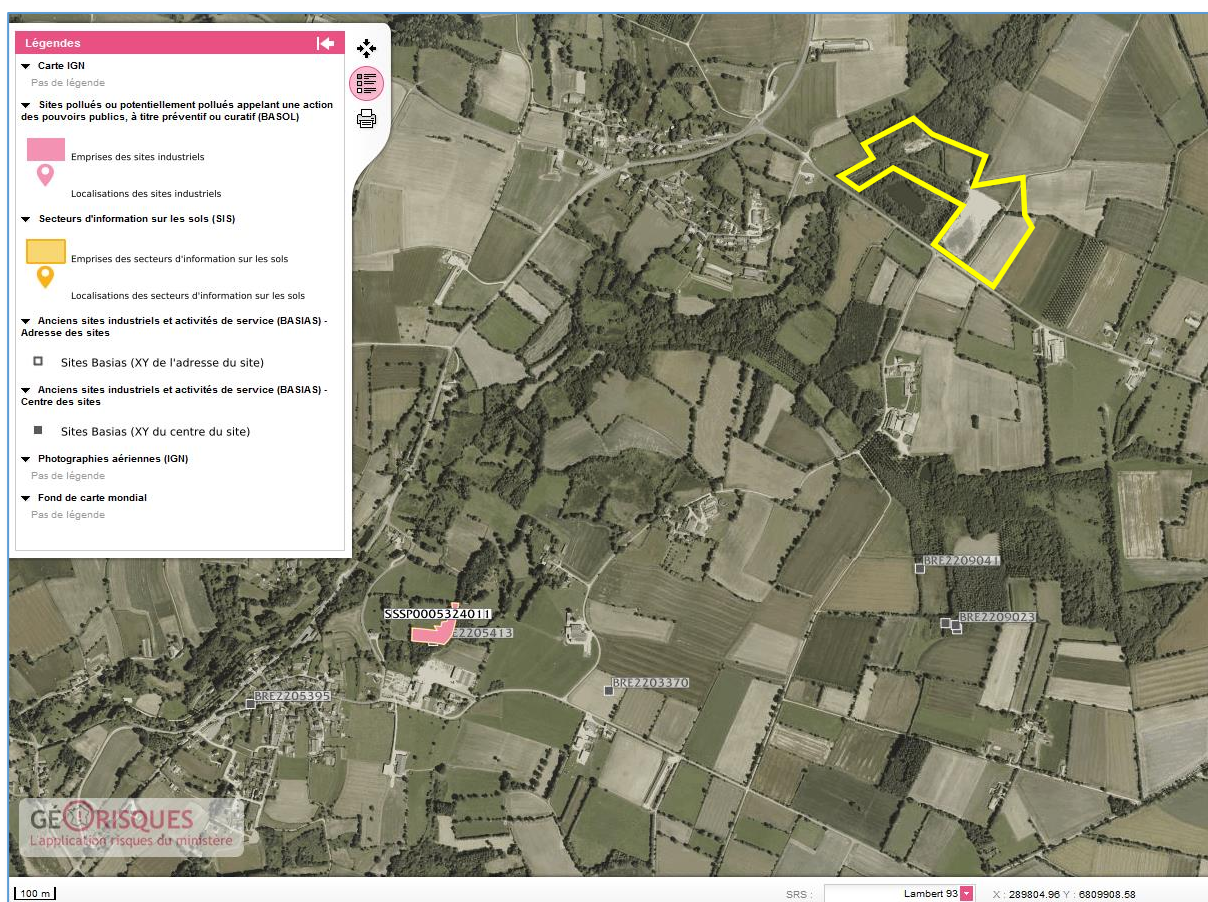 Légendes
Carte IGN
Pas de légende
Sites pollués ou potentiellement pollués appelant une action
des pouvoirs publics, à titre préventif ou curatif (BASOL)
Emprises des sites industriels
Localisations des sites industriels
Secteurs d'information sur les sols (SIS)
Emprises des secteurs d'information sur les sols
Localisations des secteurs d'information sur les sols
Anciens sites industriels et activités de service (BASIAS) -
Adresse des sites
Sites Basias (XY de l'adresse du site)
Anciens sites industriels et activités de service (BASIAS) -
Centre des sites
Sites Basias (XY du centre du site)
Photographies aériennes (IGN)
Pas de légende
Fond de carte mondial
Pas de légende
BRE2209041
SSSP0005324011
BRE2209023
E2205413
BRE2203370
BRE2205395
GÉORISQUES
L'application risques du ministère
100 m
SRS :
Lambert 93
X : 289804.96 Y : 6809908.58